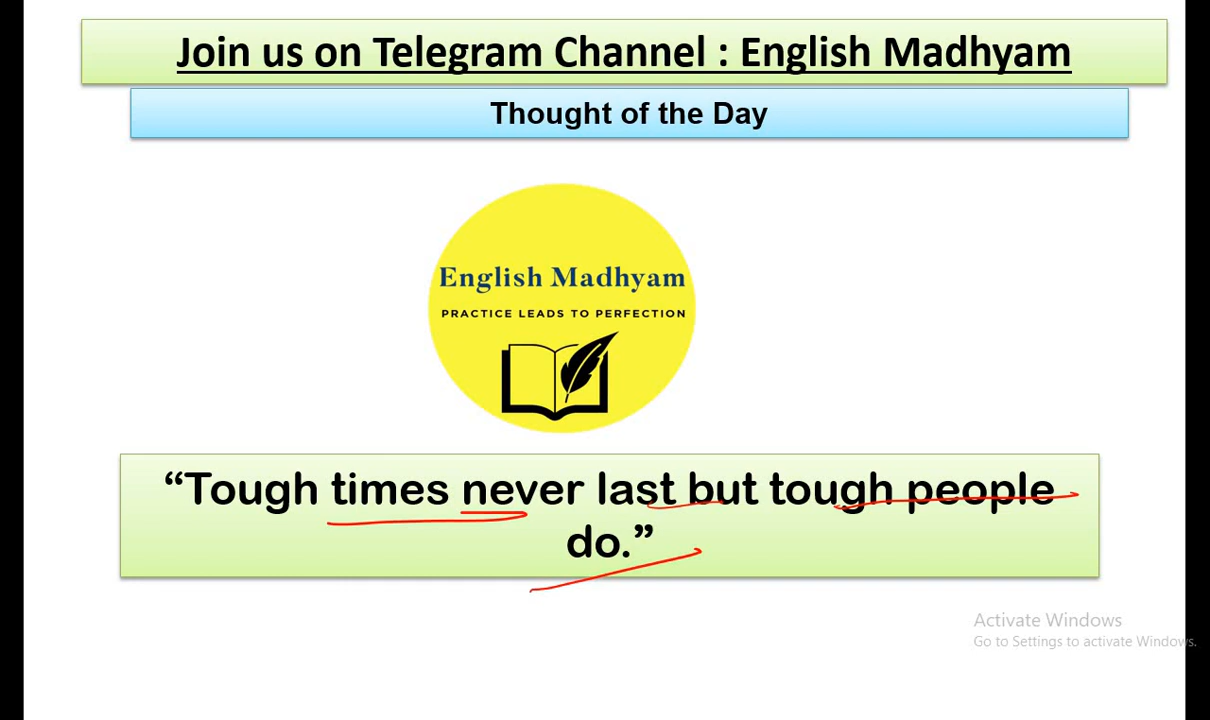 Join us on Telegram Channel : English Madhyam
Thought of the Day
English Madhyam
PRACTICE LEADS TO PERFECTION
“Tough times never last but tough people
do.”
Activate Windows
Go to Settings to activate Windows.